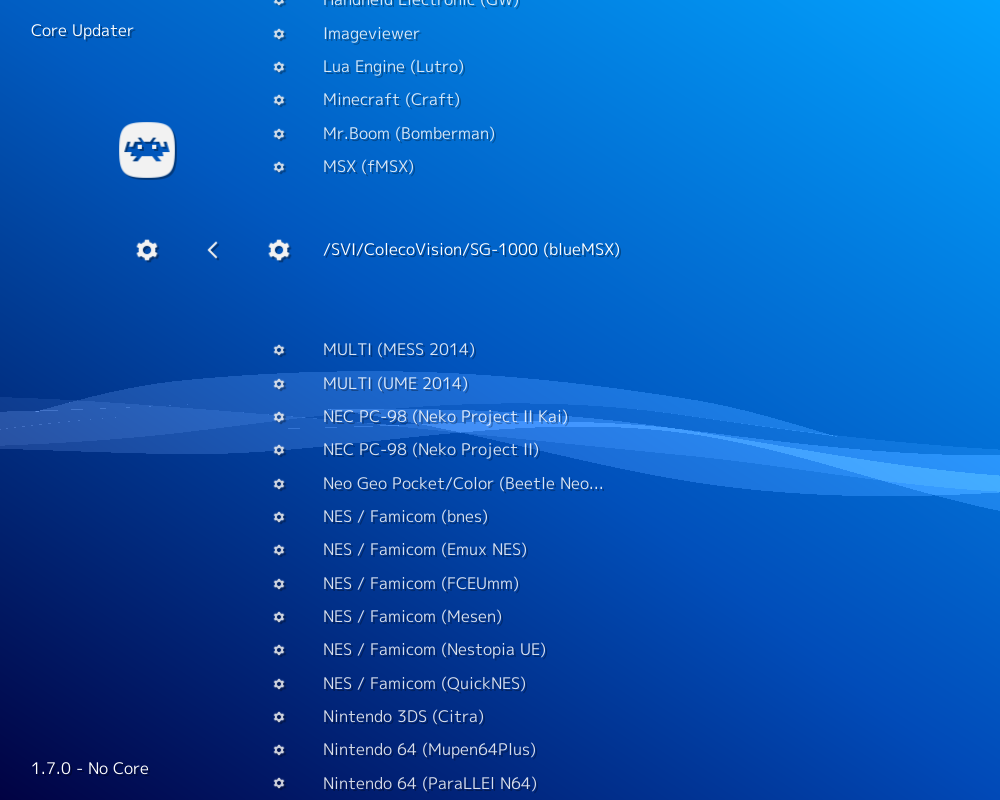 Handheld Electronic (GW)
Core Updater
Imageviewer
Lua Engine (Lutro)
Minecraft (Craft)
Mr.Boom (Bomberman)
MSX (fMSX)
/SVI/ColecoVision/SG-1000 (blueMSX)
MULTI (MESS 2014)
MULTI (UME 2014)
NEC PC-98 (Neko Project II Kai)
NEC PC-98 (Neko Project II)
Neo Geo Pocket/Color (Beetle Neo...
NES / Famicom (bnes)
NES / Famicom (Emux NES)
NES / Famicom (FCEUmm)
NES / Famicom (Mesen)
NES / Famicom (Nestopia UE)
NES / Famicom (QuickNES)
Nintendo 3DS (Citra)
Nintendo 64 (Mupen64Plus)
Nintendo 64 (ParaLLEl N64)
1.7.0 - No Core